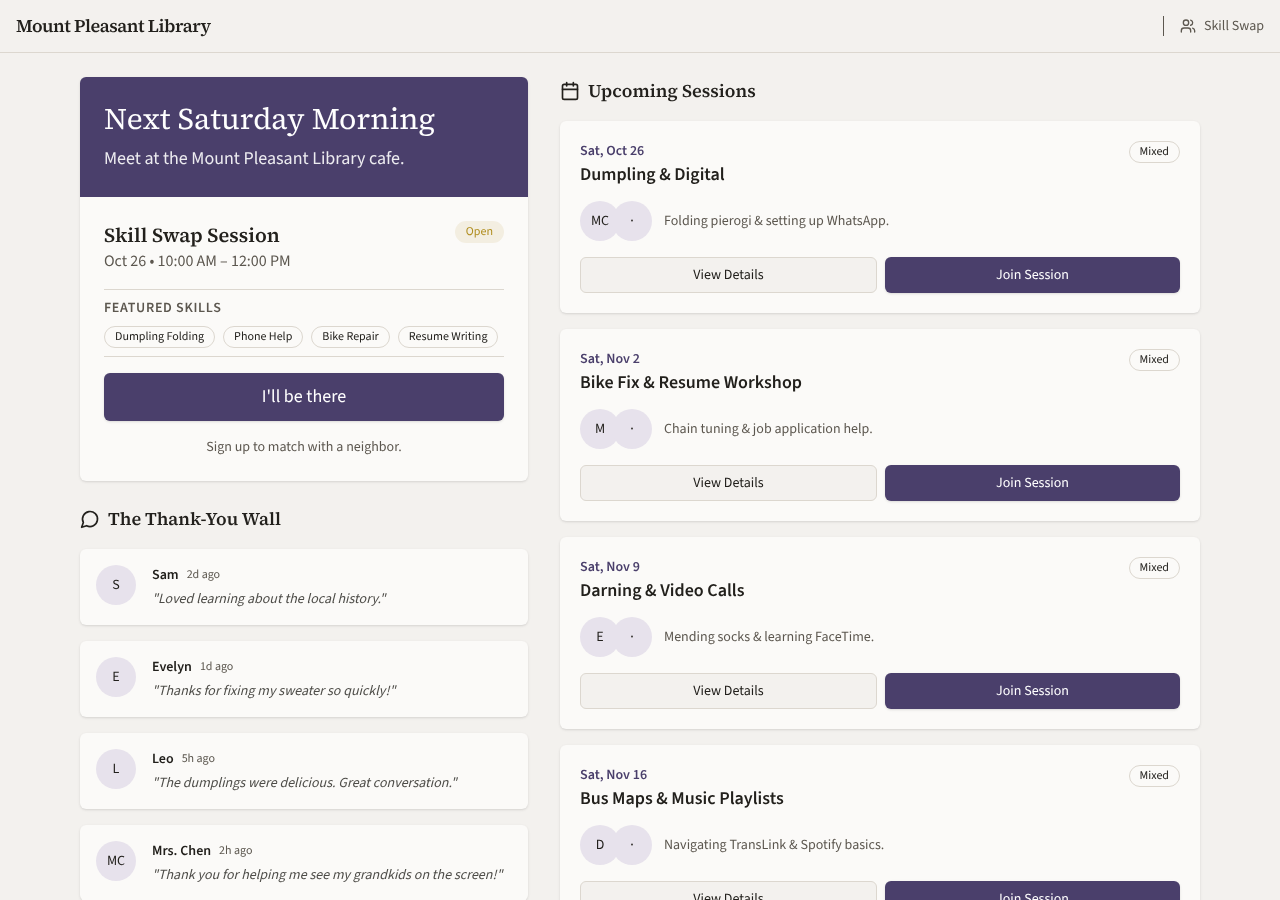 Mount Pleasant Library
Skill Swap
Next Saturday Morning
Meet at the Mount Pleasant Library cafe.
Skill Swap Session
Open
Oct 26 • 10:00 AM – 12:00 PM
FEATURED SKILLS
Dumpling Folding
Phone Help
Bike Repair
Resume Writing
I'll be there
Sign up to match with a neighbor.
The Thank-You Wall
S
Sam 2d ago
"Loved learning about the local history."
E
Evelyn 1d ago
"Thanks for fixing my sweater so quickly!"
L
Leo 5h ago
"The dumplings were delicious. Great conversation."
MC
Mrs. Chen 2h ago
"Thank you for helping me see my grandkids on the screen!"
Upcoming Sessions
Sat, Oct 26
Mixed
Dumpling & Digital
MC · Folding pierogi & setting up WhatsApp.
View Details
Join Session
Sat, Nov 2
Mixed
Bike Fix & Resume Workshop
M · Chain tuning & job application help.
View Details
Join Session
Sat, Nov 9
Mixed
Darning & Video Calls
E · Mending socks & learning FaceTime.
View Details
Join Session
Sat, Nov 16
Mixed
Bus Maps & Music Playlists
D · Navigating TransLink & Spotify basics.
View Details
Join Session